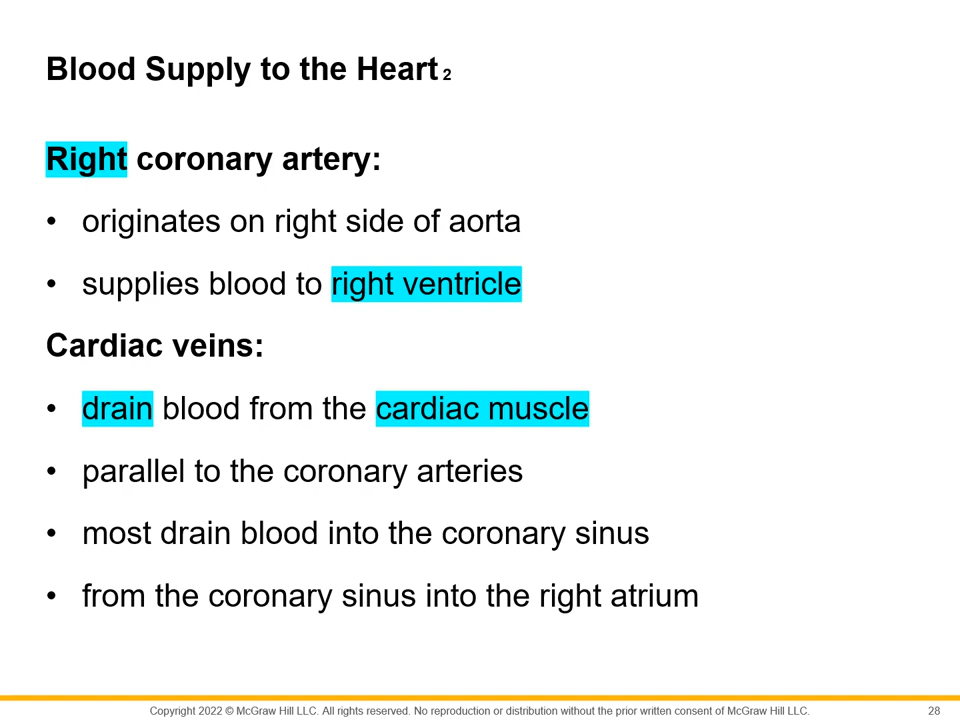 Blood Supply to the Heart 2
Right coronary artery:
• originates on right side of aorta
• supplies blood to right ventricle
Cardiac veins:
• drain blood from the cardiac muscle
• parallel to the coronary arteries
• most drain blood into the coronary sinus
• from the coronary sinus into the right atrium
Copyright 2022 © McGraw Hill LLC. All rights reserved. No reproduction or distribution without the prior written consent of McGraw Hill LLC. 28